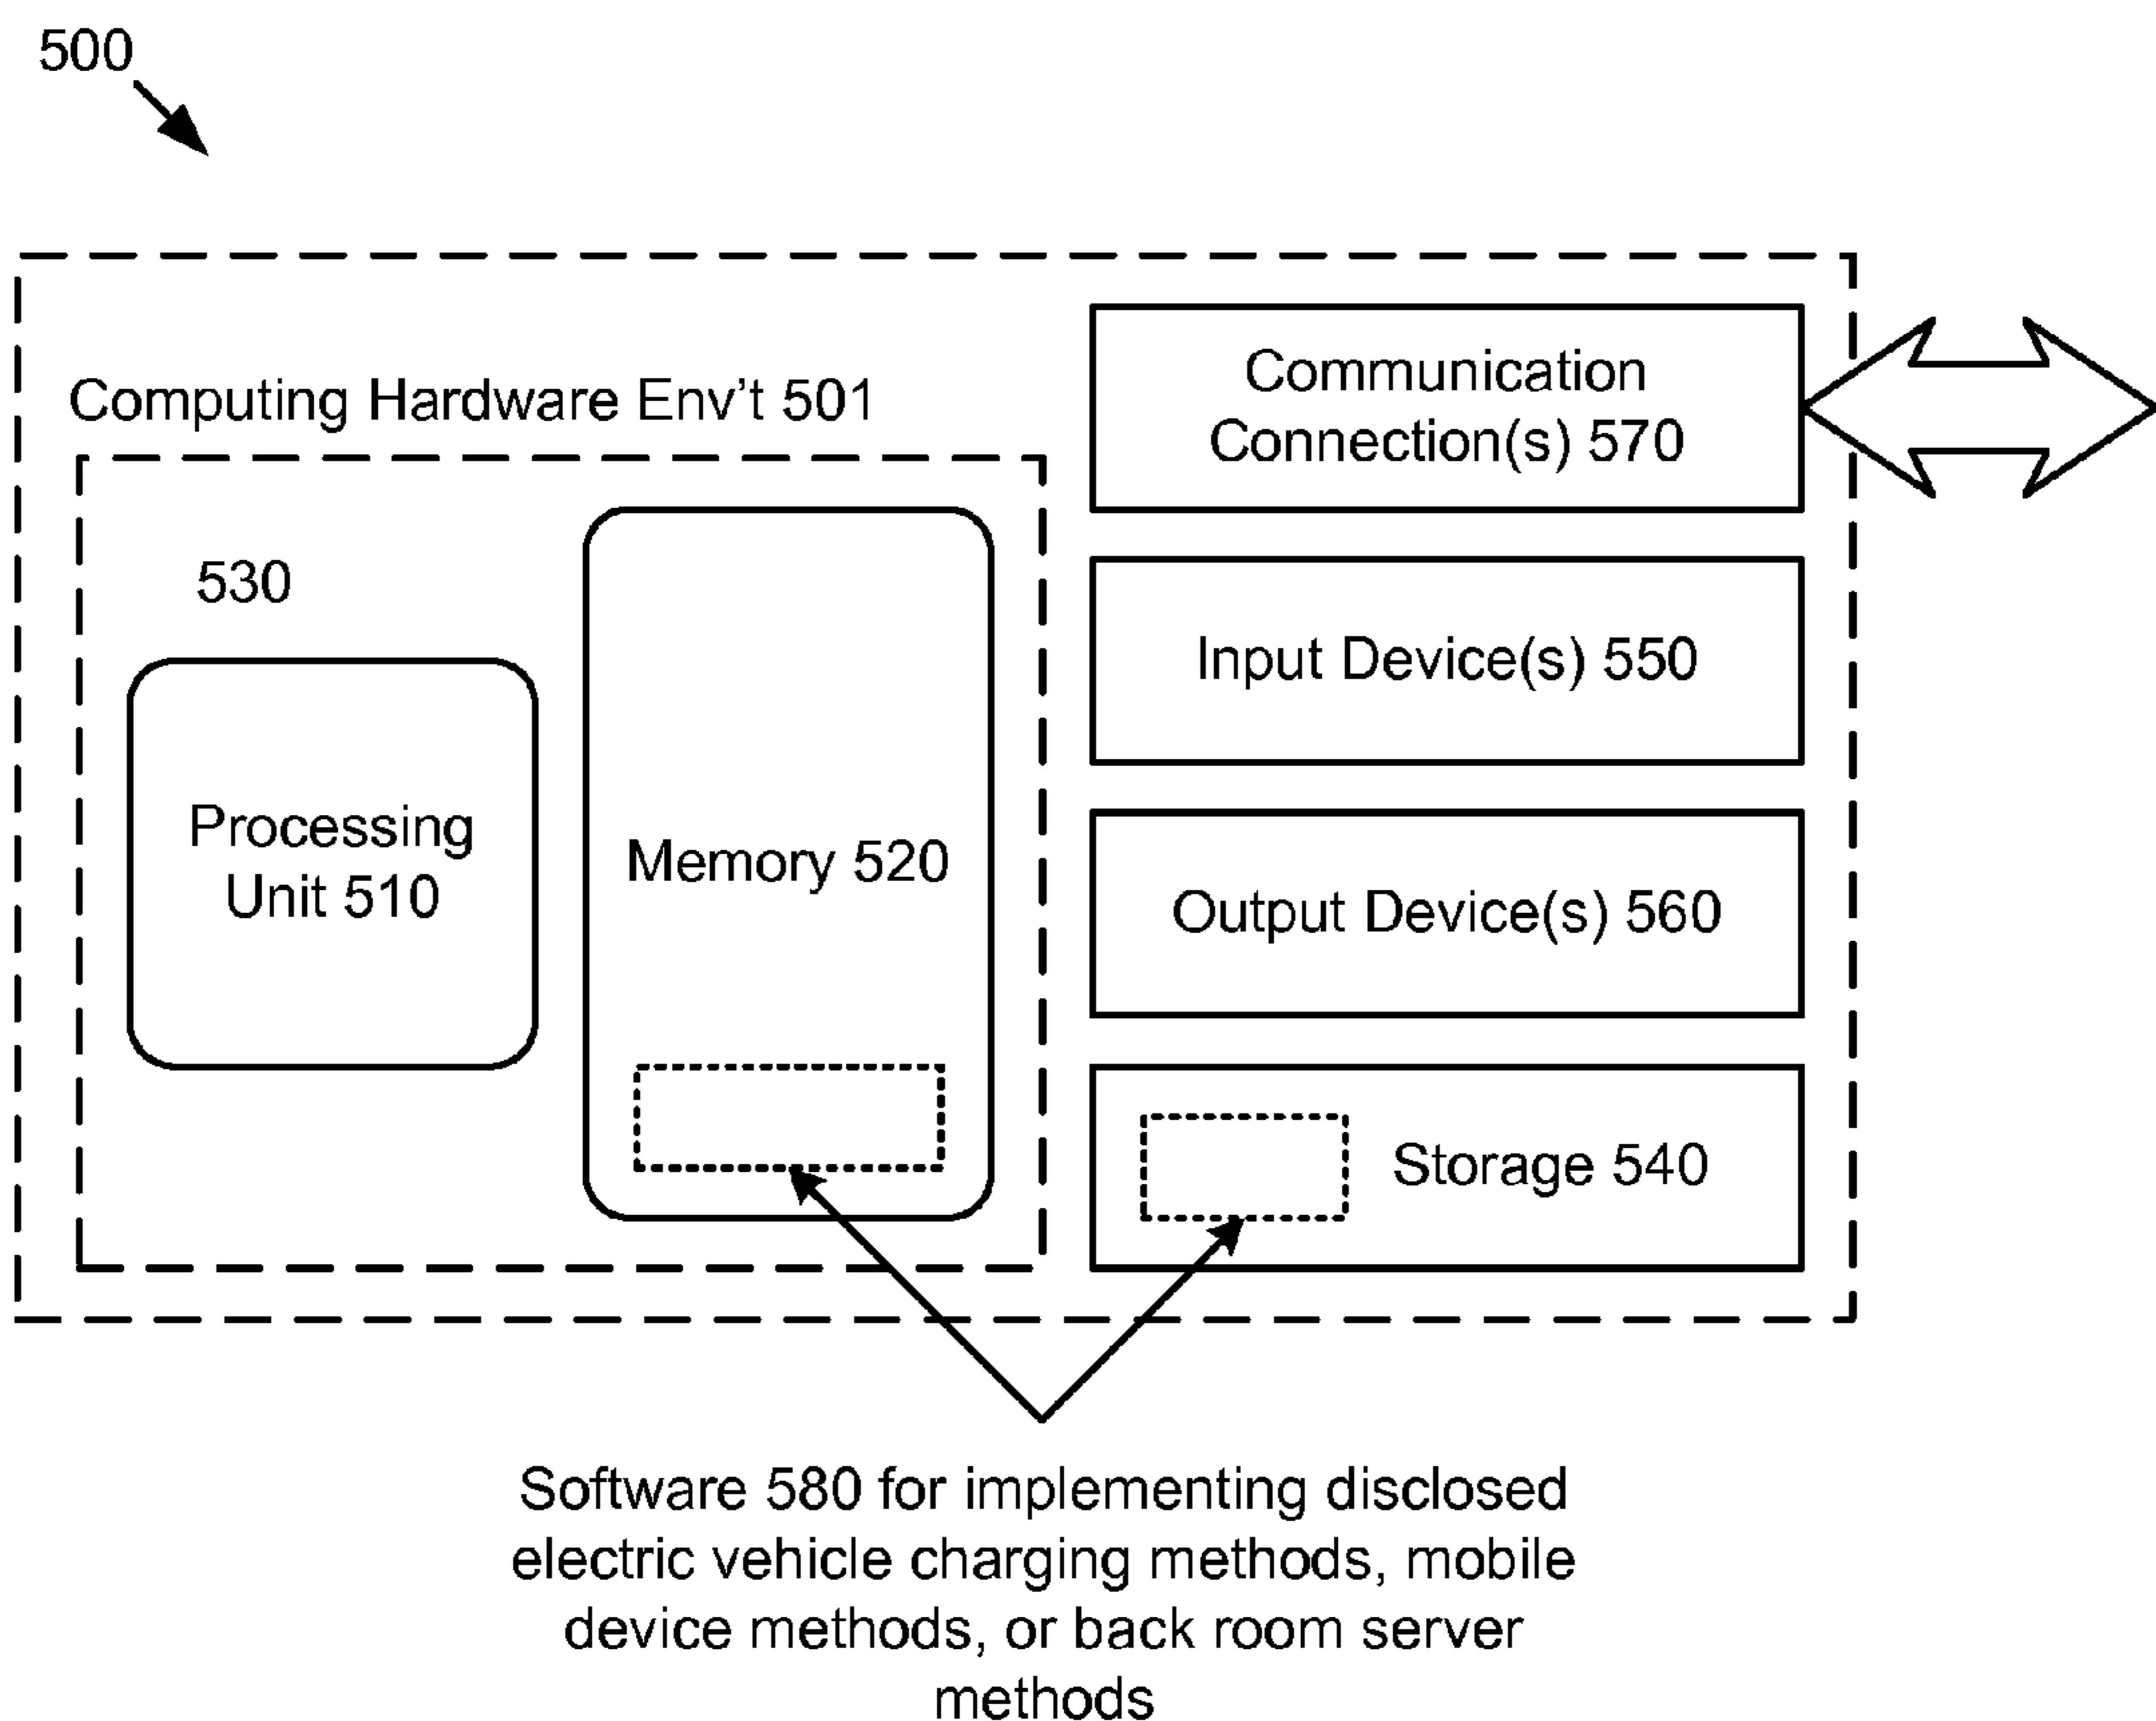 500
Computing Hardware Env't 501
530
Processing
Unit 510
Memory 520
Communication
Connection(s) 570
Input Device(s) 550
Output Device(s) 560
Storage 540
Software 580 for implementing disclosed
electric vehicle charging methods, mobile
device methods, or back room server
methods